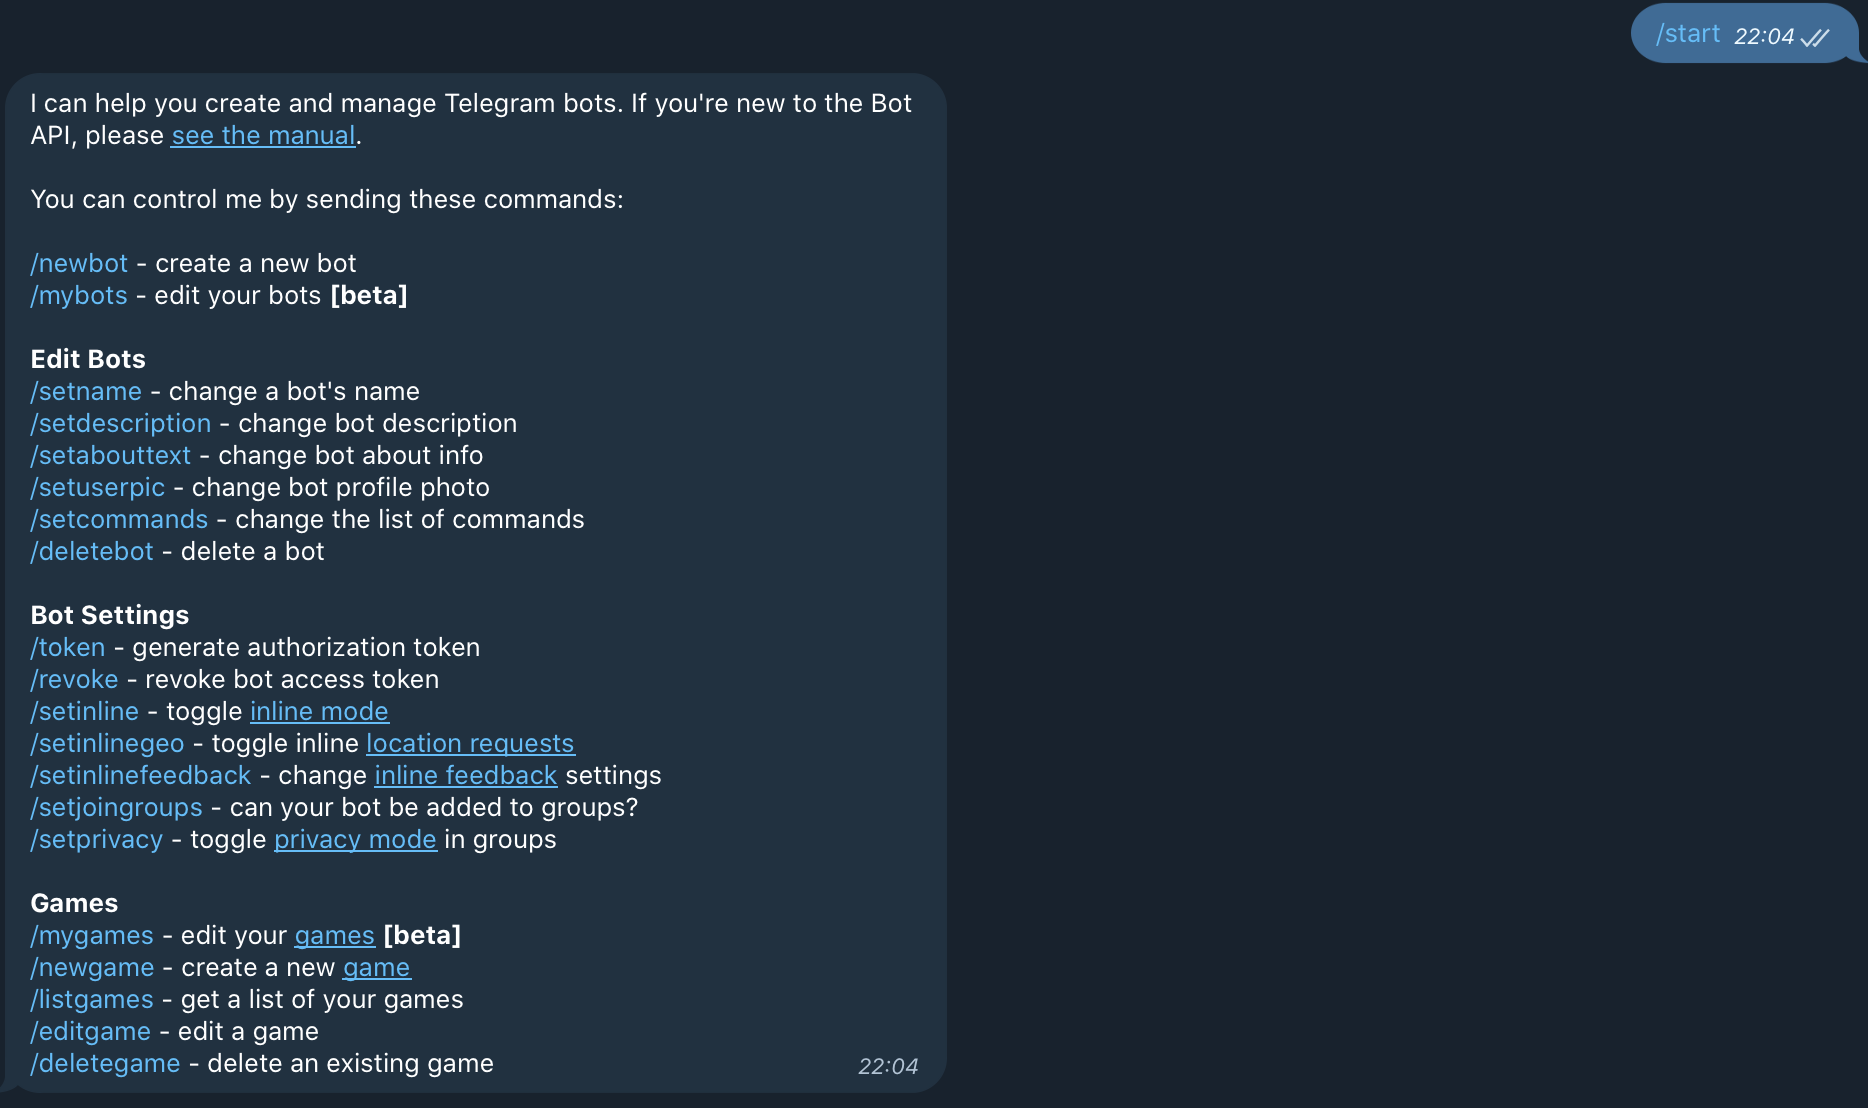 /start 22:04
I can help you create and manage Telegram bots. If you're new to the Bot
API, please see the manual.
You can control me by sending these commands:
/newbot - create a new bot
/mybots - edit your bots [beta]
Edit Bots
/setname - change a bot's name
/setdescription - change bot description
/setabouttext - change bot about info
/setuserpic - change bot profile photo
/setcommands - change the list of commands
/deletebot - delete a bot
Bot Settings
/token - generate authorization token
/revoke - revoke bot access token
/setinline - toggle inline mode
/setinlinegeo - toggle inline location requests
/setinlinefeedback - change inline feedback settings
/setjoingroups - can your bot be added to groups?
/setprivacy - toggle privacy mode in groups
Games
/mygames - edit your games [beta]
/newgame - create a new game
/listgames - get a list of your games
/editgame - edit a game
/deletegame - delete an existing game
22:04